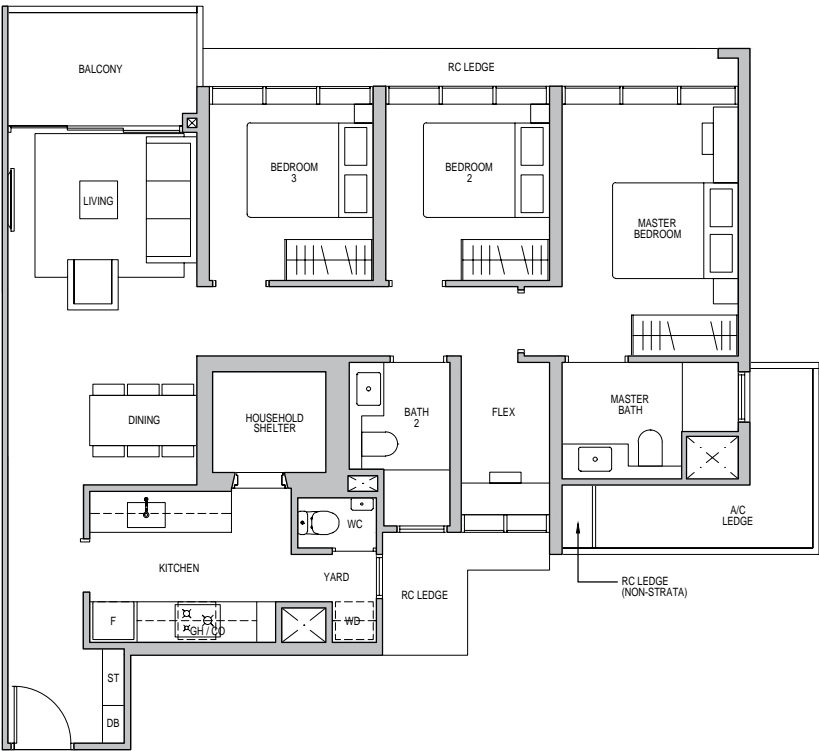 BALCONY
RC LEDGE
BEDROOM
3
BEDROOM
2
LIVING
MASTER
BEDROOM
DINING
HOUSEHOLD
SHELTER
BATH
2
FLEX
MASTER
BATH
WC
A/C
LEDGE
KITCHEN
YARD
RC LEDGE
RC LEDGE
(NON-STRATA)
F
GH / CO
WD
ST
DB